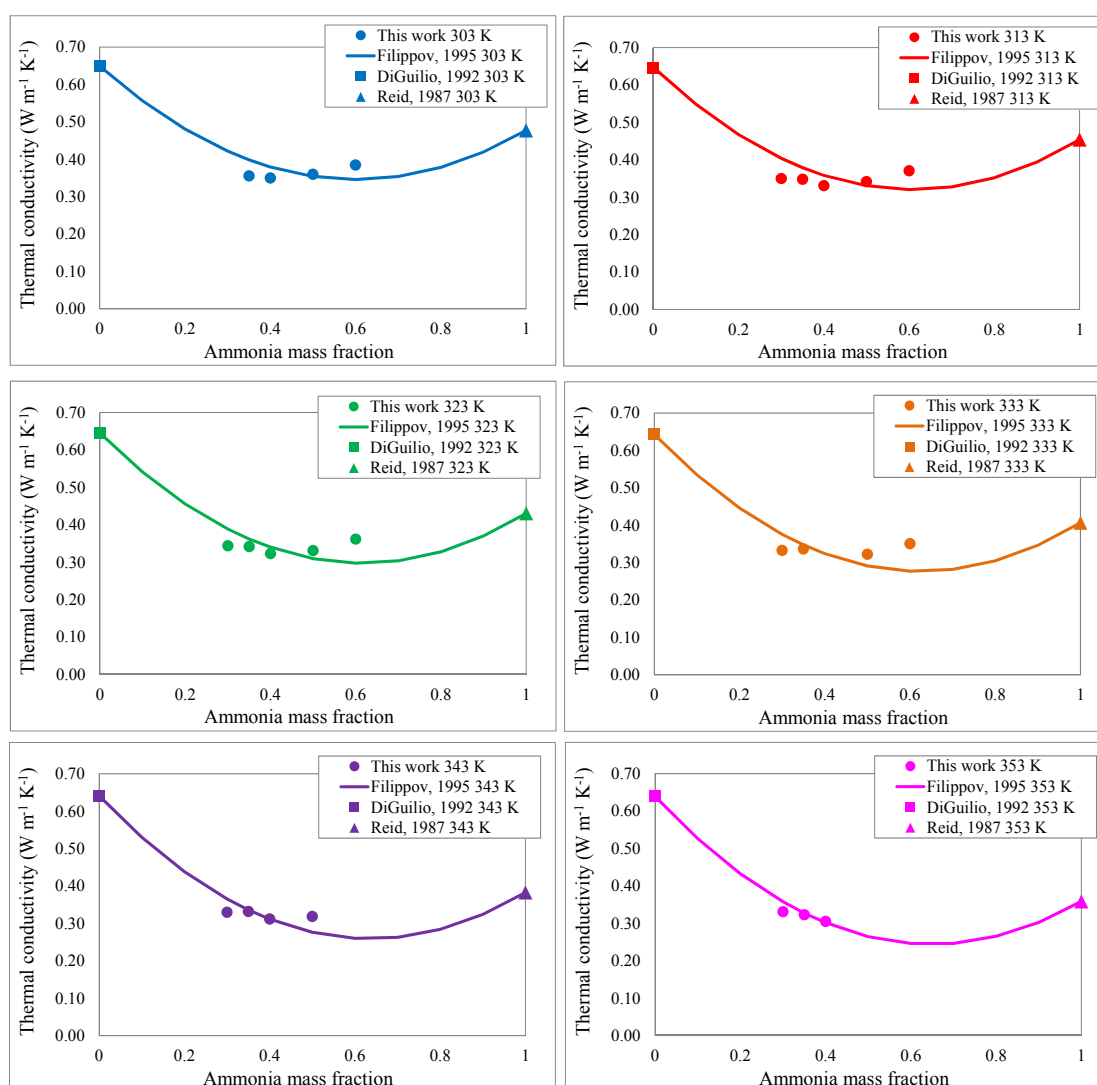 This work 303 K
Filippov, 1995 303 K
DiGuilio, 1992 303 K
Reid, 1987 303 K
Thermal conductivity (W m⁻¹ K⁻¹)
0.70
0.60
0.50
0.40
0.30
0.20
0.10
0.00
0 0.2 0.4 0.6 0.8 1
Ammonia mass fraction
This work 313 K
Filippov, 1995 313 K
DiGuilio, 1992 313 K
Reid, 1987 313 K
Thermal conductivity (W m⁻¹ K⁻¹)
0.70
0.60
0.50
0.40
0.30
0.20
0.10
0.00
0 0.2 0.4 0.6 0.8 1
Ammonia mass fraction
This work 323 K
Filippov, 1995 323 K
DiGuilio, 1992 323 K
Reid, 1987 323 K
Thermal conductivity (W m⁻¹ K⁻¹)
0.70
0.60
0.50
0.40
0.30
0.20
0.10
0.00
0 0.2 0.4 0.6 0.8 1
Ammonia mass fraction
This work 333 K
Filippov, 1995 333 K
DiGuilio, 1992 333 K
Reid, 1987 333 K
Thermal conductivity (W m⁻¹ K⁻¹)
0.70
0.60
0.50
0.40
0.30
0.20
0.10
0.00
0 0.2 0.4 0.6 0.8 1
Ammonia mass fraction
This work 343 K
Filippov, 1995 343 K
DiGuilio, 1992 343 K
Reid, 1987 343 K
Thermal conductivity (W m⁻¹ K⁻¹)
0.70
0.60
0.50
0.40
0.30
0.20
0.10
0.00
0 0.2 0.4 0.6 0.8 1
Ammonia mass fraction
This work 353 K
Filippov, 1995 353 K
DiGuilio, 1992 353 K
Reid, 1987 353 K
Thermal conductivity (W m⁻¹ K⁻¹)
0.70
0.60
0.50
0.40
0.30
0.20
0.10
0.00
0 0.2 0.4 0.6 0.8 1
Ammonia mass fraction